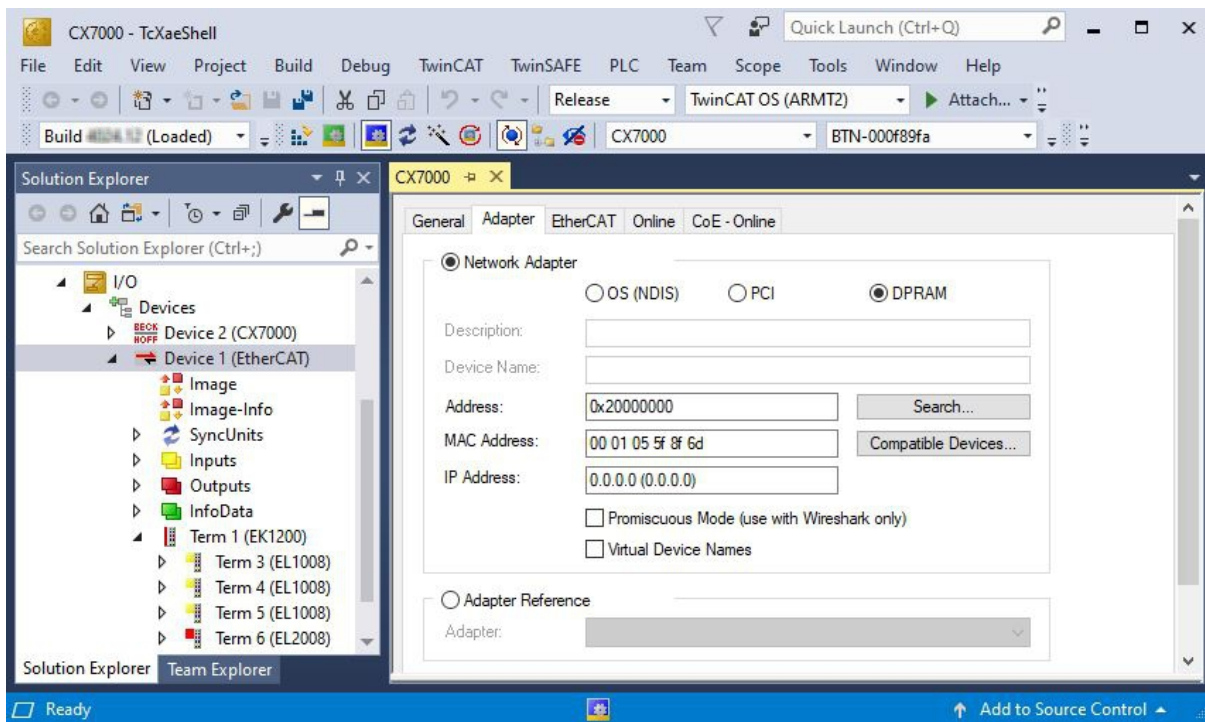 CX7000 - TcXaeShell
Quick Launch (Ctrl+Q)
File Edit View Project Build Debug TwinCAT TwinSAFE PLC Team Scope Tools Window Help
Release TwinCAT OS (ARMT2) Attach...
Build (Loaded) CX7000 BTN-000f89fa
Solution Explorer
Search Solution Explorer (Ctrl+;)
I/O
Devices
BECK HOFF Device 2 (CX7000)
Device 1 (EtherCAT)
Image
Image-Info
SyncUnits
Inputs
Outputs
InfoData
Term 1 (EK1200)
Term 3 (EL1008)
Term 4 (EL1008)
Term 5 (EL1008)
Term 6 (EL2008)
Solution Explorer Team Explorer
CX7000
General Adapter EtherCAT Online CoE - Online
Network Adapter
OS (NDIS) PCI DPRAM
Description:
Device Name:
Address: 0x20000000 Search...
MAC Address: 00 01 05 5f 8f 6d Compatible Devices...
IP Address: 0.0.0.0 (0.0.0.0)
Promiscuous Mode (use with Wireshark only)
Virtual Device Names
Adapter Reference
Adapter:
Ready Add to Source Control